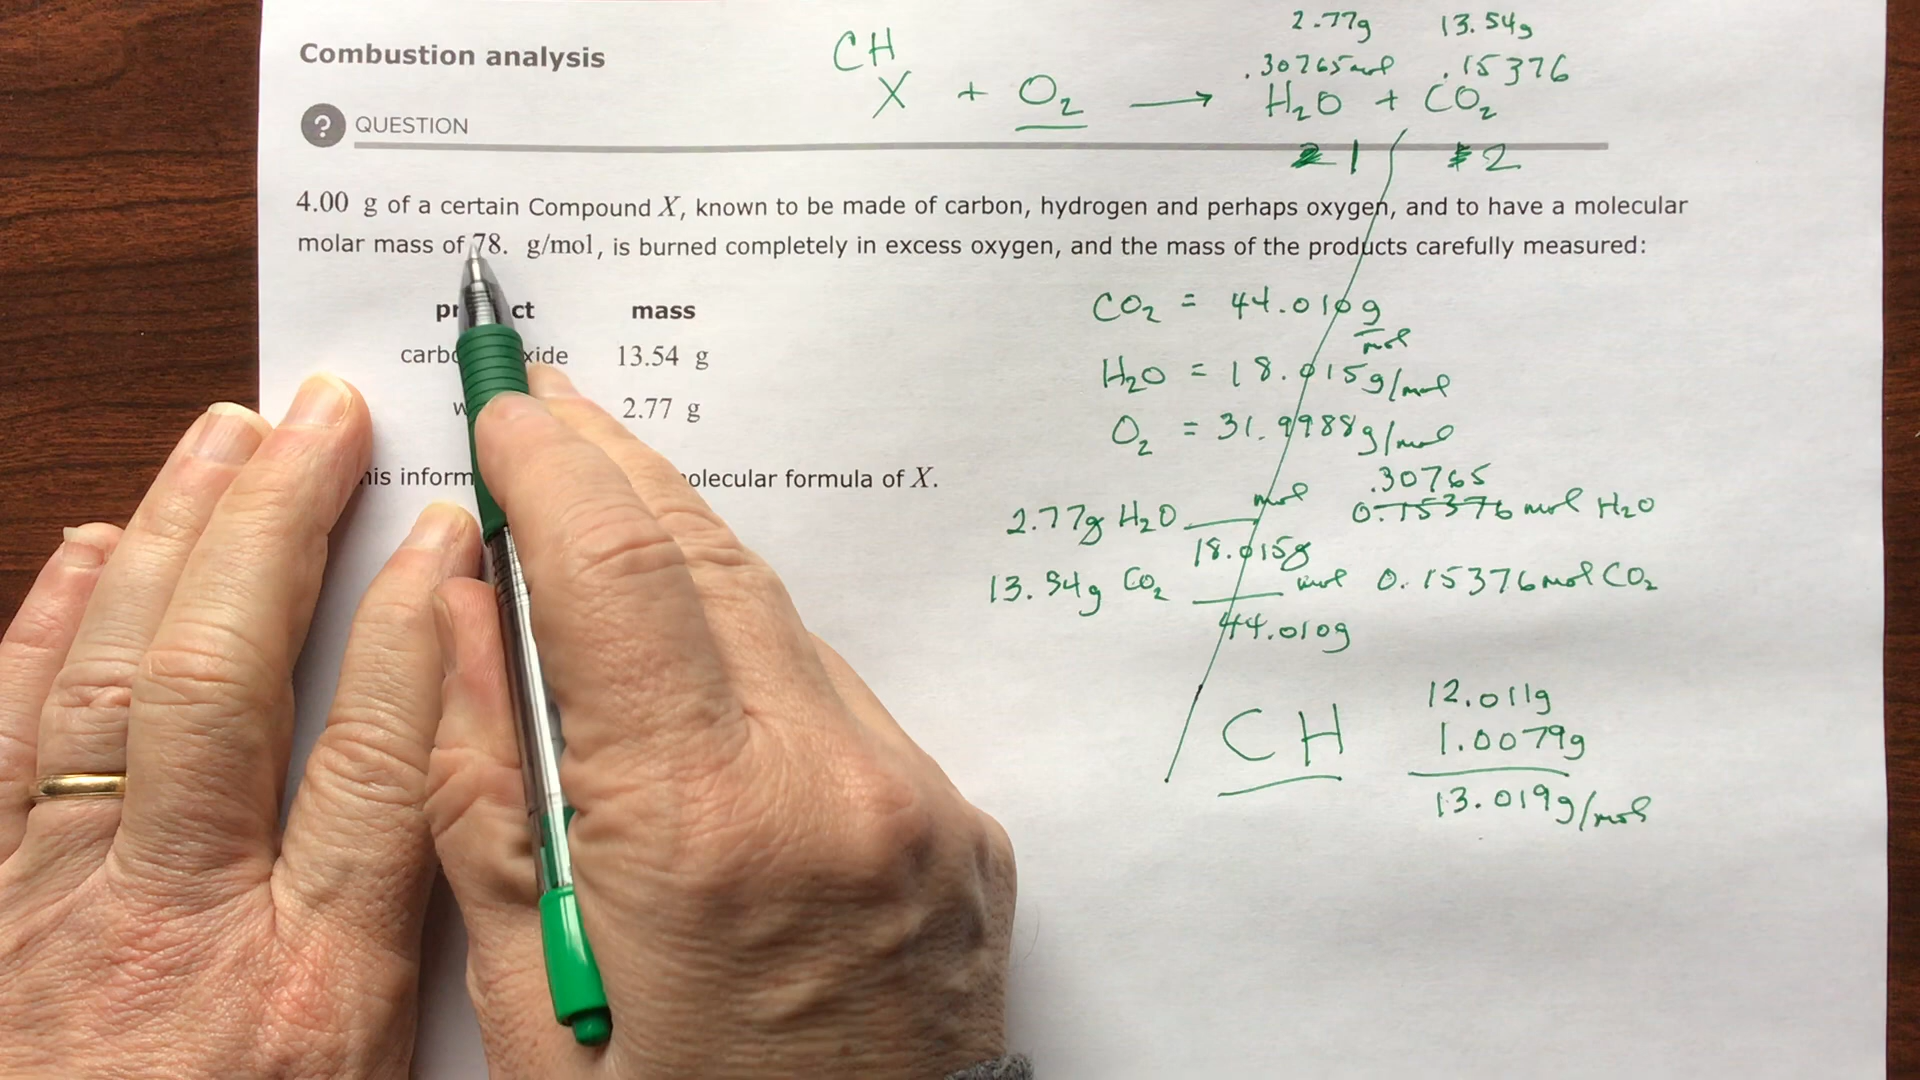 Combustion analysis
? QUESTION
CH
X + O₂ → H₂O + CO₂
2.77g 13.54g
.30765mol .15376
1 2
4.00 g of a certain Compound X, known to be made of carbon, hydrogen and perhaps oxygen, and to have a molecular
molar mass of 78. g/mol, is burned completely in excess oxygen, and the mass of the products carefully measured:
mass
13.54 g
2.77 g
olecular formula of X.
CO₂ = 44.010g/mol
H₂O = 18.015g/mol
O₂ = 31.9988g/mol
.30765
2.77g H₂O mol 0.15376 mol H₂O
18.015g
13.54g CO₂ mol 0.15376 mol CO₂
44.010g
CH
12.011g
1.0079g
13.019g/mol